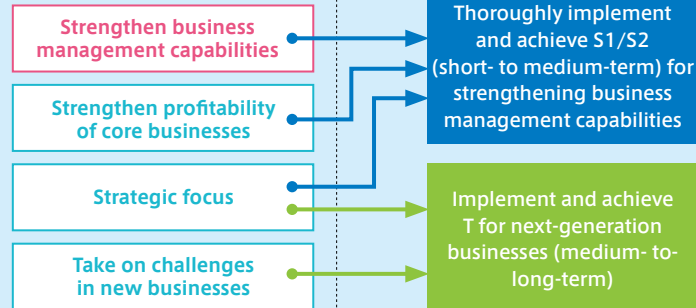 Strengthen business
management capabilities
Strengthen profitability
of core businesses
Strategic focus
Take on challenges
in new businesses
Thoroughly implement
and achieve S1/S2
(short- to medium-term) for
strengthening business
management capabilities
Implement and achieve
T for next-generation
businesses (medium- to-
long-term)